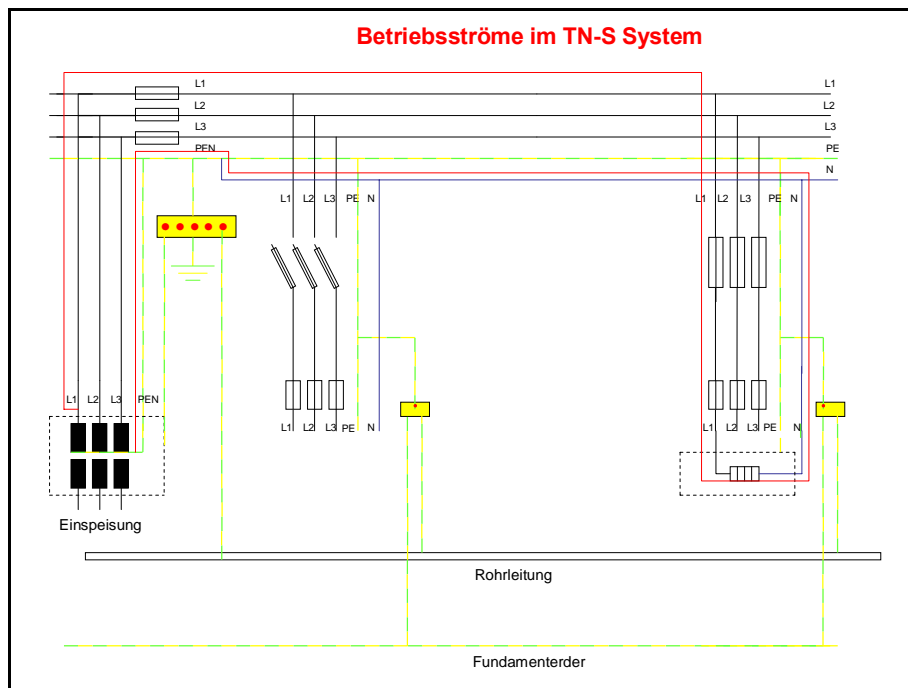 Betriebsströme im TN-S System
L1 L1
L2 L2
L3 L3
PEN PE
N
L1 L2 L3 PE N L1 L2 L3 PE N
L1 L2 L3 PEN
L1 L2 L3 PE N L1 L2 L3 PE N
Einspeisung
Rohrleitung
Fundamenterder